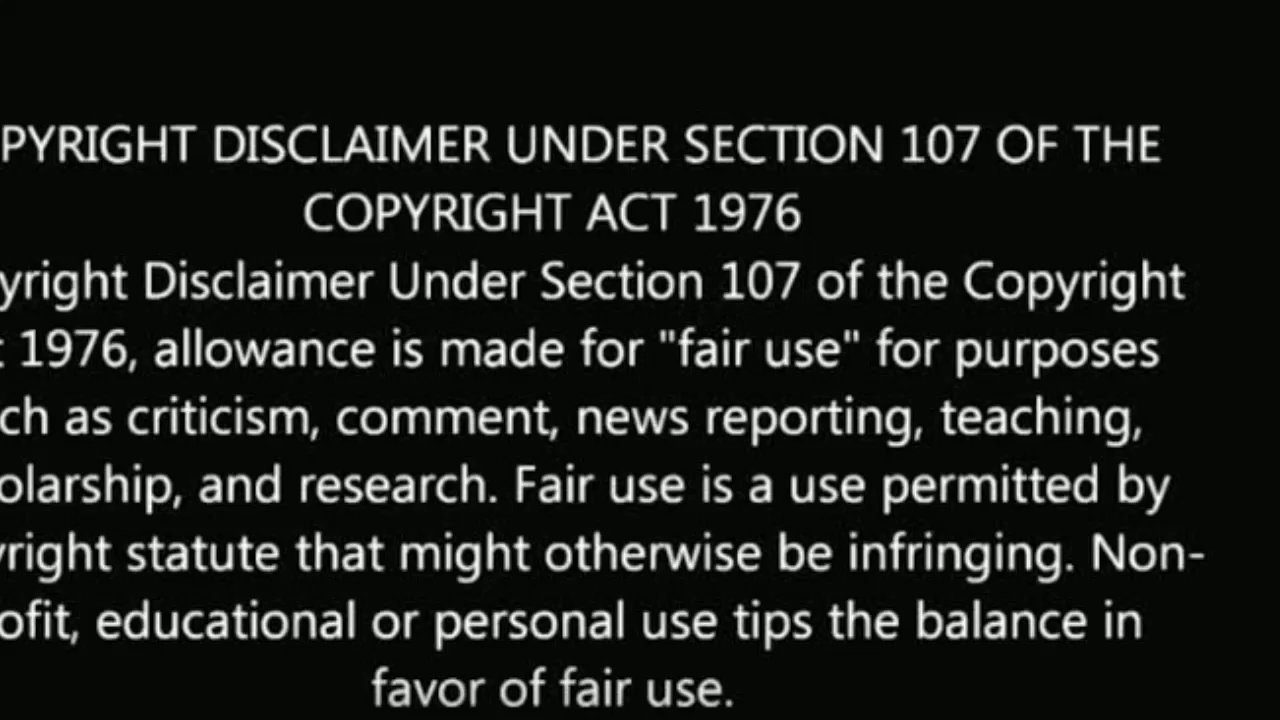 PYRIGHT DISCLAIMER UNDER SECTION 107 OF THE
COPYRIGHT ACT 1976
yright Disclaimer Under Section 107 of the Copyright
t 1976, allowance is made for "fair use" for purposes
ch as criticism, comment, news reporting, teaching,
olarship, and research. Fair use is a use permitted by
yright statute that might otherwise be infringing. Non-
ofit, educational or personal use tips the balance in
favor of fair use.